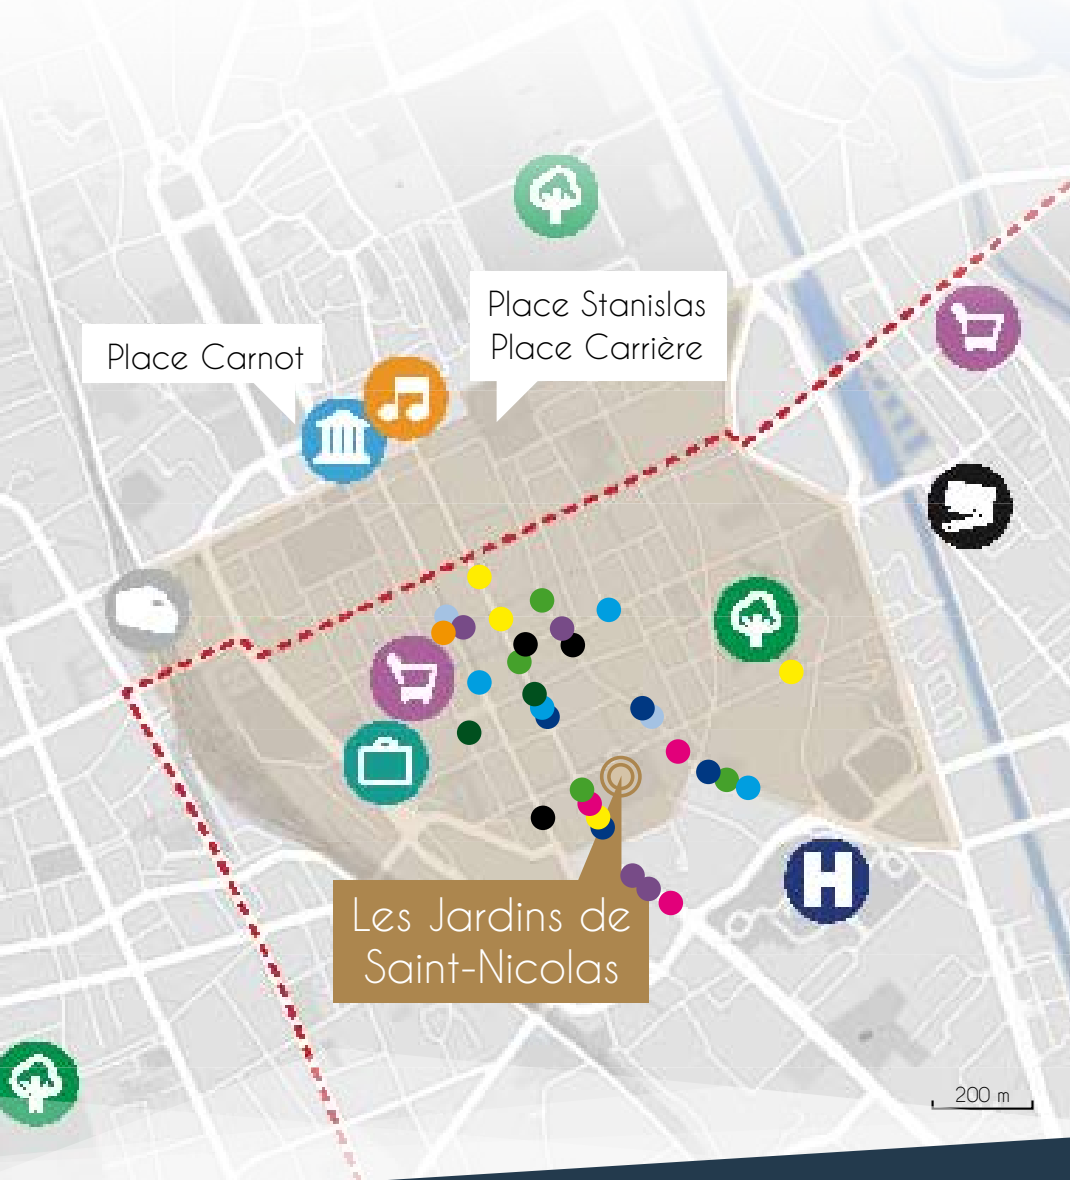 Place Stanislas
Place Carrière
Place Carnot
H
Les Jardins de
Saint-Nicolas
200 m